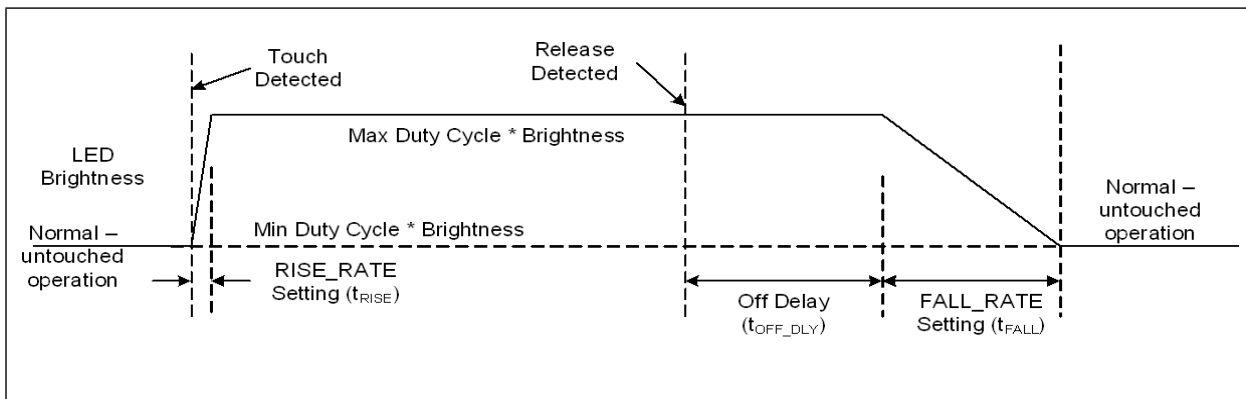 Touch
Detected
Release
Detected
Max Duty Cycle * Brightness
LED
Brightness
Normal –
untouched
operation
Min Duty Cycle * Brightness
Normal –
untouched
operation
RISE_RATE
Setting (tRISE)
Off Delay
(tOFF_DLY)
FALL_RATE
Setting (tFALL)